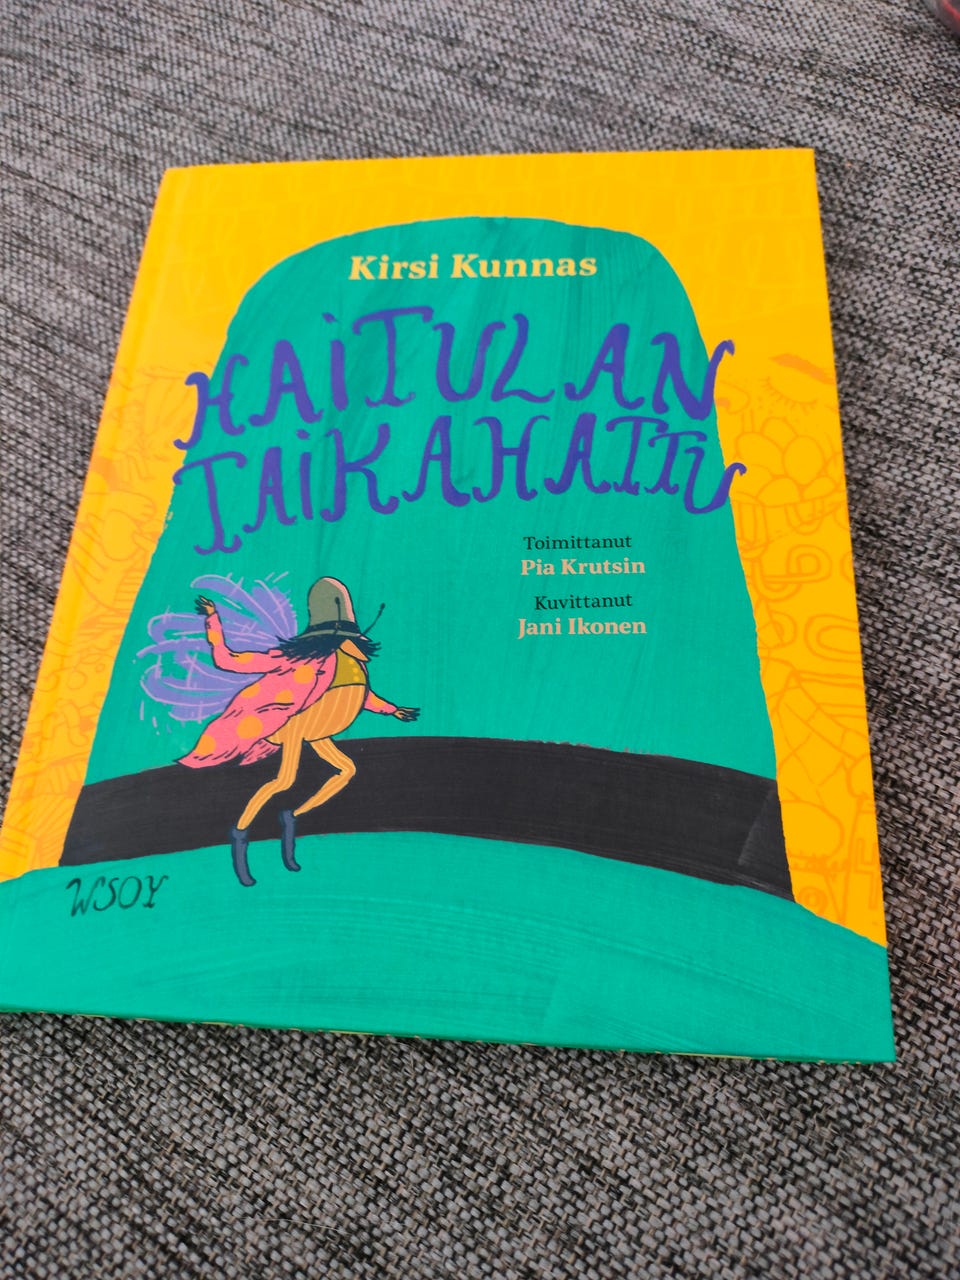 Kirsi Kunnas
HAiTULAN
TAiKAHATTU
Toimittanut
Pia Krutsin
Kuvittanut
Jani Ikonen
WSOY